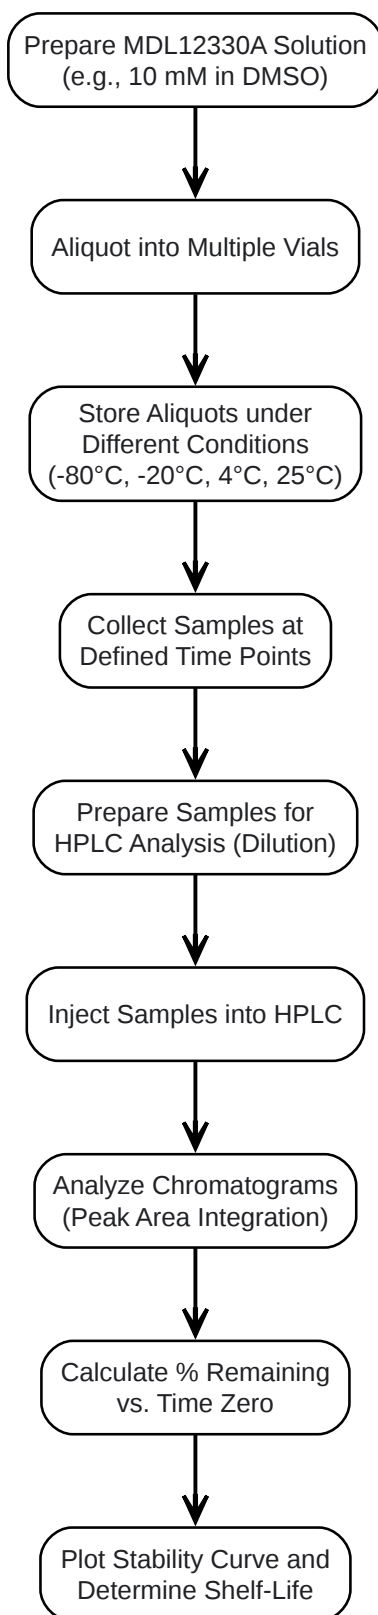 Prepare MDL12330A Solution
(e.g., 10 mM in DMSO)
Aliquot into Multiple Vials
Store Aliquots under
Different Conditions
(-80°C, -20°C, 4°C, 25°C)
Collect Samples at
Defined Time Points
Prepare Samples for
HPLC Analysis (Dilution)
Inject Samples into HPLC
Analyze Chromatograms
(Peak Area Integration)
Calculate % Remaining
vs. Time Zero
Plot Stability Curve and
Determine Shelf-Life